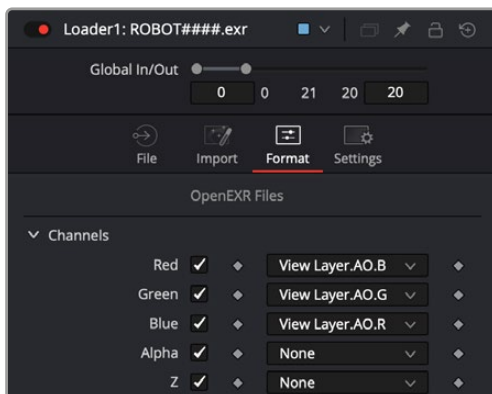 Loader1: ROBOT####.exr
Global In/Out
0 0 21 20 20
File Import Format Settings
OpenEXR Files
Channels
Red View Layer.AO.B
Green View Layer.AO.G
Blue View Layer.AO.R
Alpha None
Z None